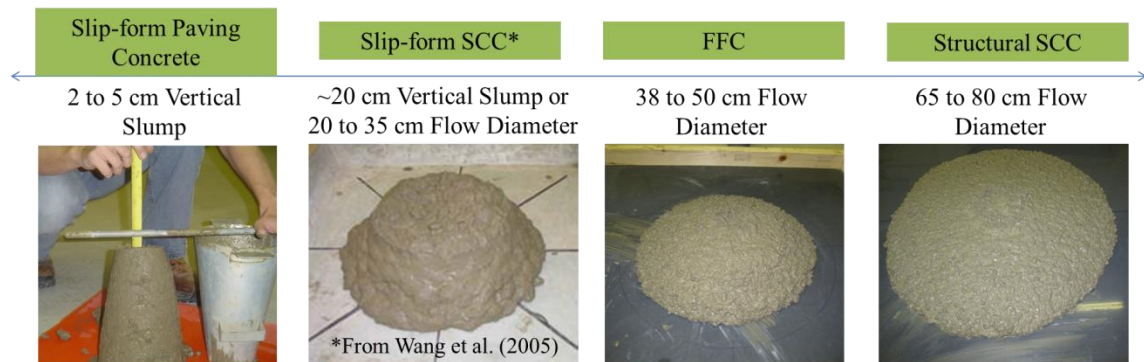 Slip-form Paving
Concrete
Slip-form SCC*
FFC
Structural SCC
2 to 5 cm Vertical
Slump
~20 cm Vertical Slump or
20 to 35 cm Flow Diameter
38 to 50 cm Flow
Diameter
65 to 80 cm Flow
Diameter
*From Wang et al. (2005)